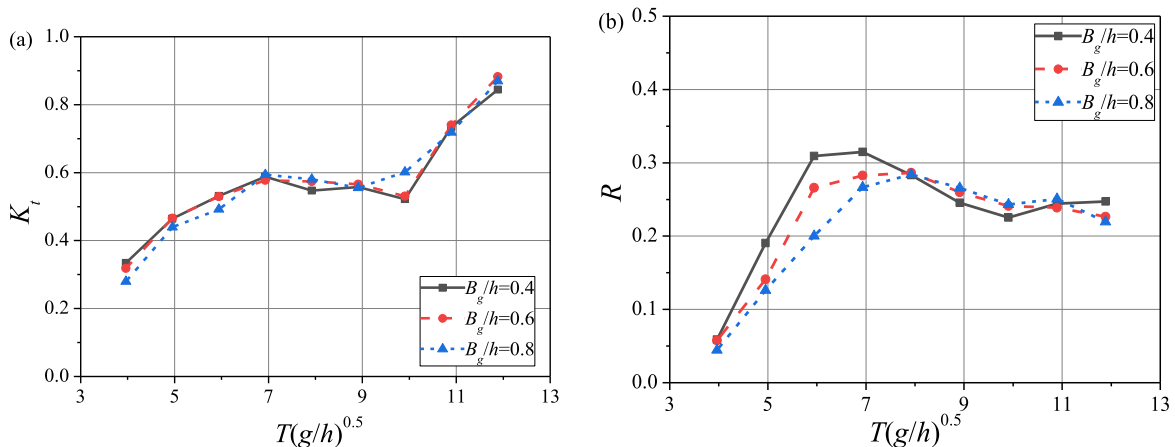 (a)
1.0
0.8
0.6
0.4
0.2
0.0
K_t
3 5 7 9 11 13
T(g/h)^0.5
B_g/h=0.4
B_g/h=0.6
B_g/h=0.8
(b)
0.5
0.4
0.3
0.2
0.1
0.0
R
3 5 7 9 11 13
T(g/h)^0.5
B_g/h=0.4
B_g/h=0.6
B_g/h=0.8